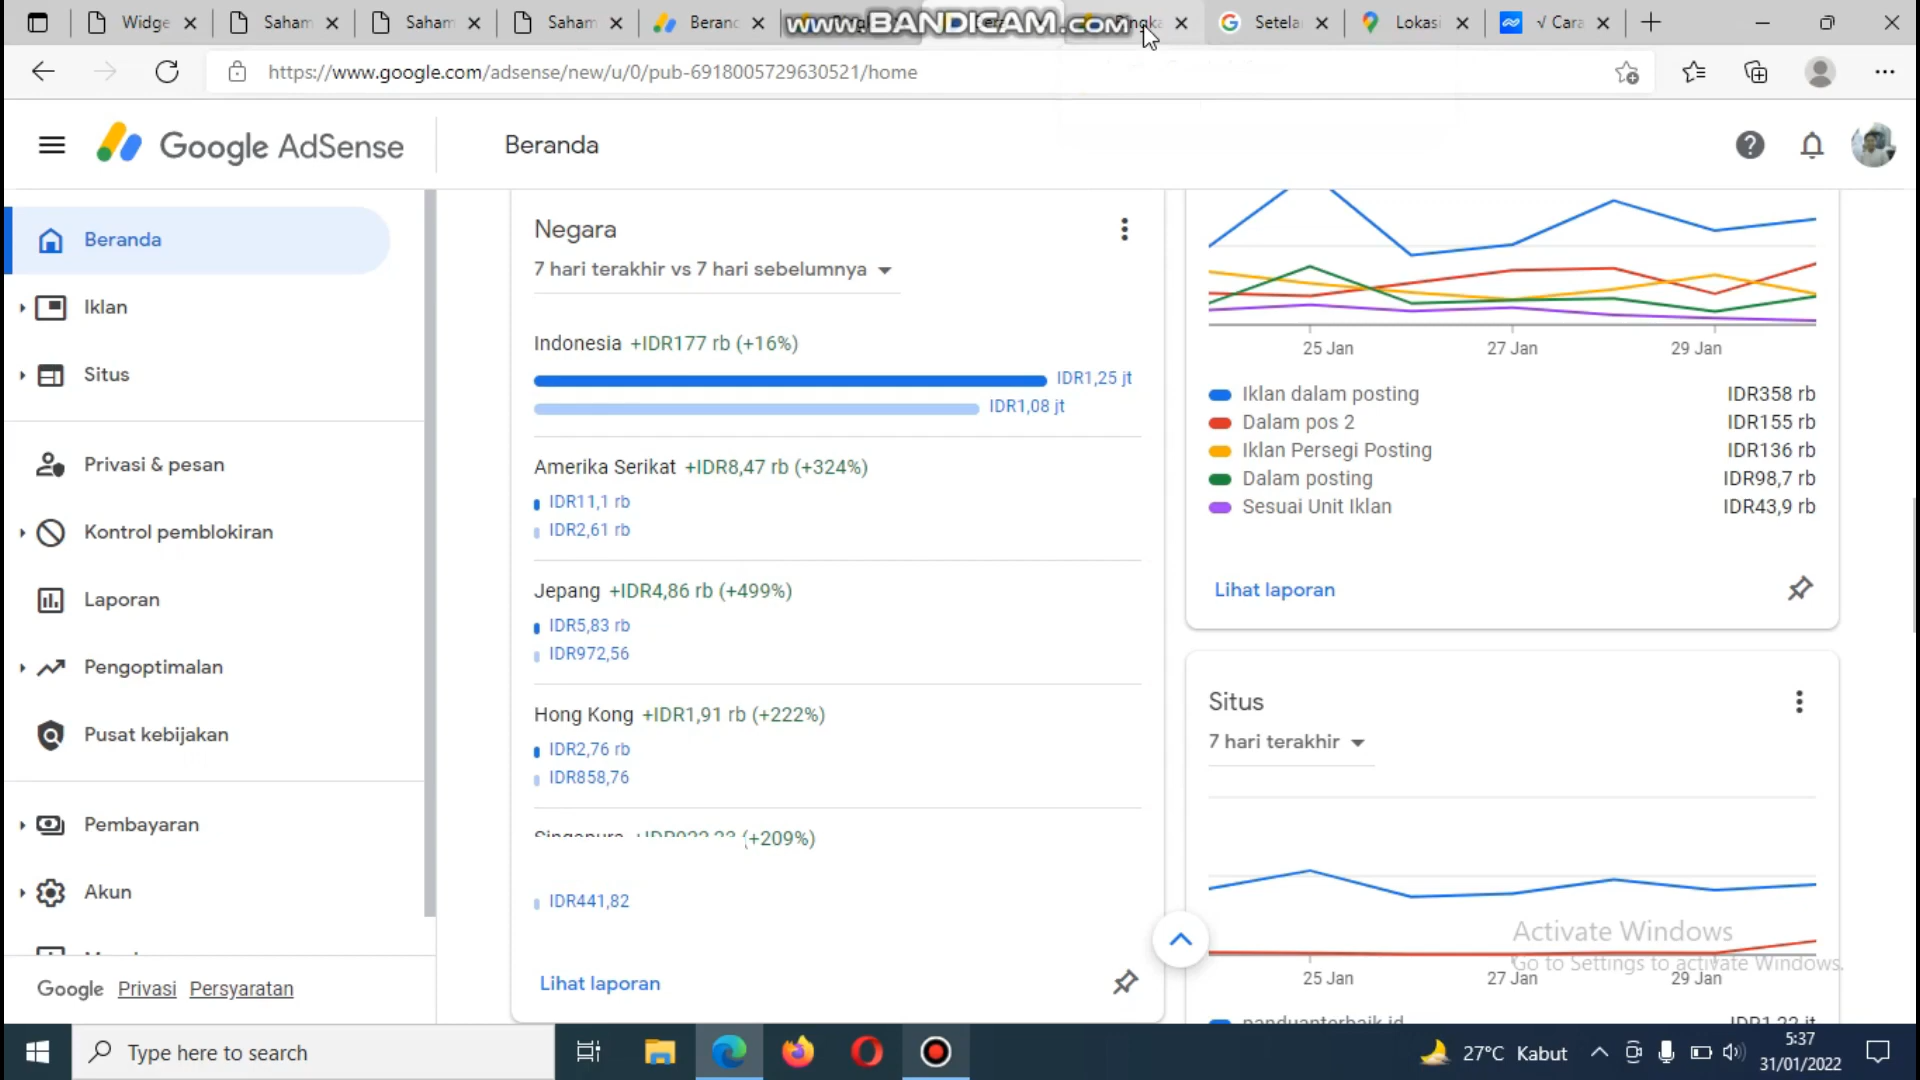 Widge
Saham
Saham
Saham
Beranc
www.BANDICAM.com
Setela
Lokasi
√ Cara
https://www.google.com/adsense/new/u/0/pub-6918005729630521/home
Google AdSense
Beranda
Beranda
Iklan
Situs
Privasi & pesan
Kontrol pemblokiran
Laporan
Pengoptimalan
Pusat kebijakan
Pembayaran
Akun
Google Privasi Persyaratan
Negara
7 hari terakhir vs 7 hari sebelumnya
Indonesia +IDR177 rb (+16%)
IDR1,25 jt
IDR1,08 jt
Amerika Serikat +IDR8,47 rb (+324%)
IDR11,1 rb
IDR2,61 rb
Jepang +IDR4,86 rb (+499%)
IDR5,83 rb
IDR972,56
Hong Kong +IDR1,91 rb (+222%)
IDR2,76 rb
IDR858,76
(+209%)
IDR441,82
Lihat laporan
25 Jan 27 Jan 29 Jan
Iklan dalam posting IDR358 rb
Dalam pos 2 IDR155 rb
Iklan Persegi Posting IDR136 rb
Dalam posting IDR98,7 rb
Sesuai Unit Iklan IDR43,9 rb
Lihat laporan
Situs
7 hari terakhir
25 Jan 27 Jan 29 Jan
Activate Windows
Go to Settings to activate Windows.
Type here to search
27°C Kabut
5:37
31/01/2022